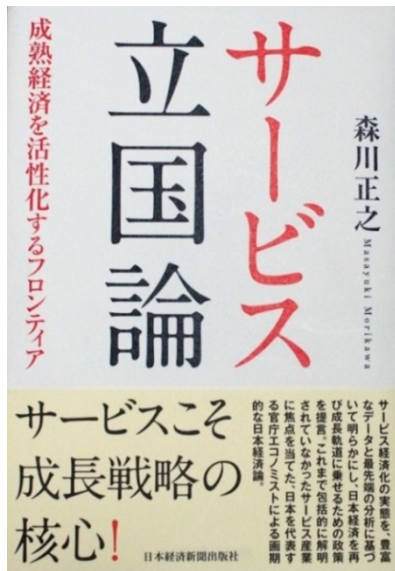 サービス
立国論
成熟経済を活性化するフロンティア
森川正之
Masayuki Morikawa
サービスこそ
成長戦略の
核心!
サービス経済化の実態を、豊富
なデータと最先端の分析に基づ
いて明らかにし、日本経済を再
び成長軌道に乗せるための政策
を提言。これまで包括的に解明
されていなかったサービス産業
に焦点を当てた、日本を代表す
る官庁エコノミストによる画期
的な日本経済論。
日本経済新聞出版社